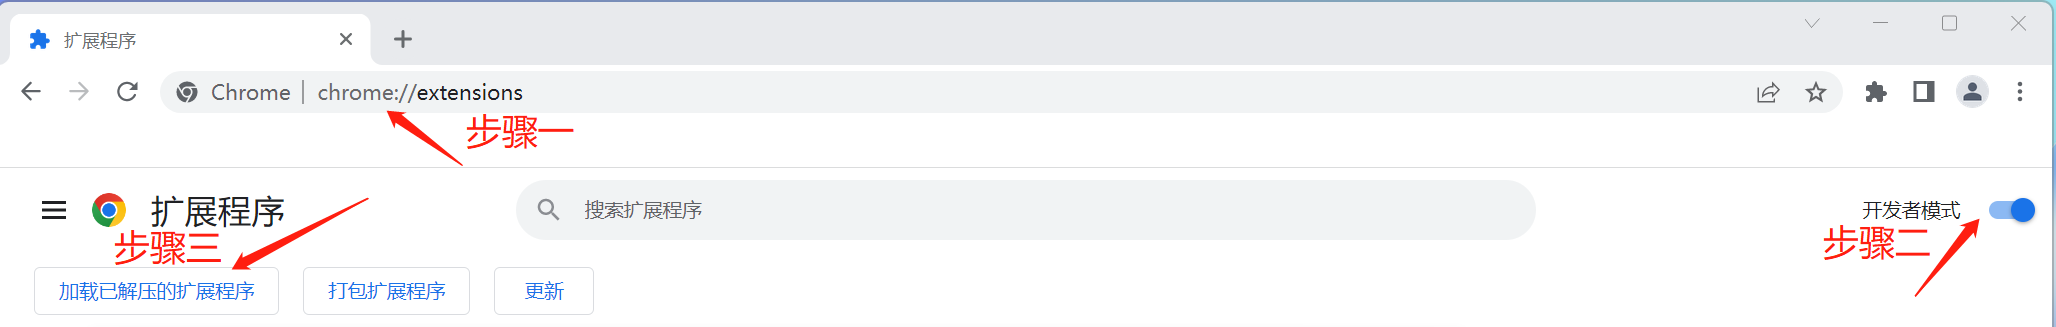 扩展程序
Chrome | chrome://extensions
步骤一
扩展程序
搜索扩展程序
开发者模式
步骤三
步骤二
加载已解压的扩展程序 打包扩展程序 更新